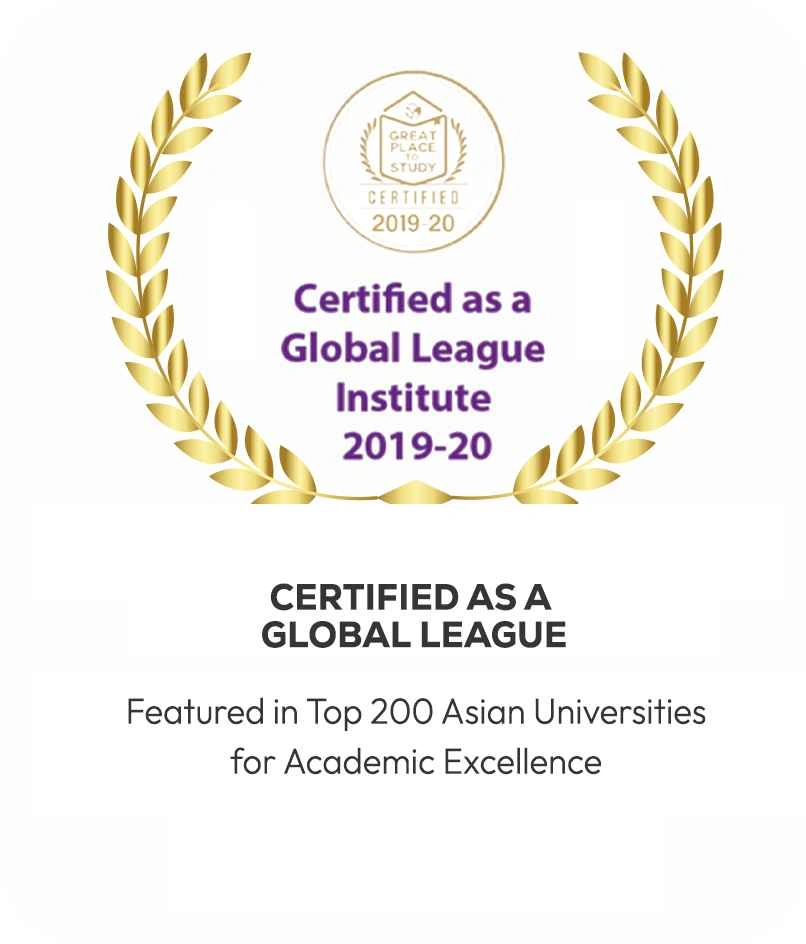 GREAT
PLACE
TO
STUDY
CERTIFIED
2019-20
Certified as a
Global League
Institute
2019-20
CERTIFIED AS A
GLOBAL LEAGUE
Featured in Top 200 Asian Universities
for Academic Excellence